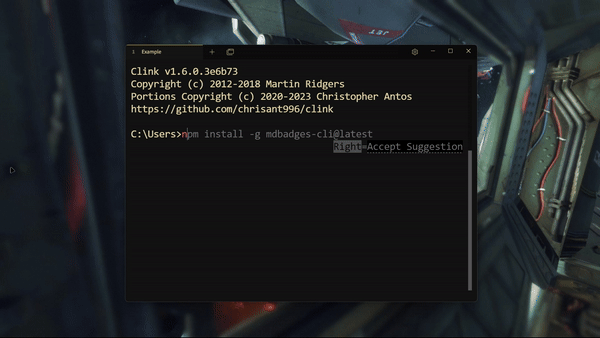 Example
Clink v1.6.0.3e6b73
Copyright (c) 2012-2018 Martin Ridgers
Portions Copyright (c) 2020-2023 Christopher Antos
https://github.com/chrisant996/clink
C:\Users>npm install -g mdbadges-cli@latest
Right=Accept Suggestion